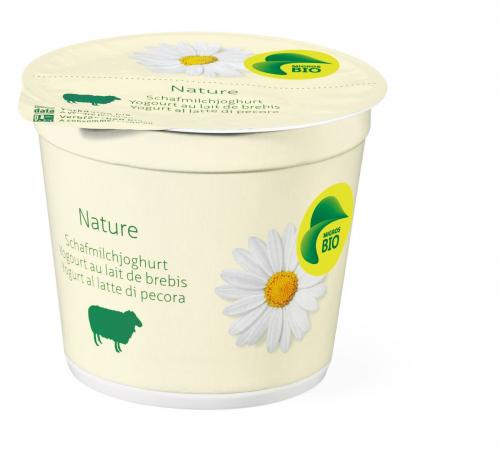 Nature
Schafmilchjoghurt
Yogourt au lait de brebis
Yogurt al latte di pecora
MIGROS
BIO
data
Nature
Schafmilchjoghurt
Yogourt au lait de brebis
Yogurt al latte di pecora
MIGROS
BIO